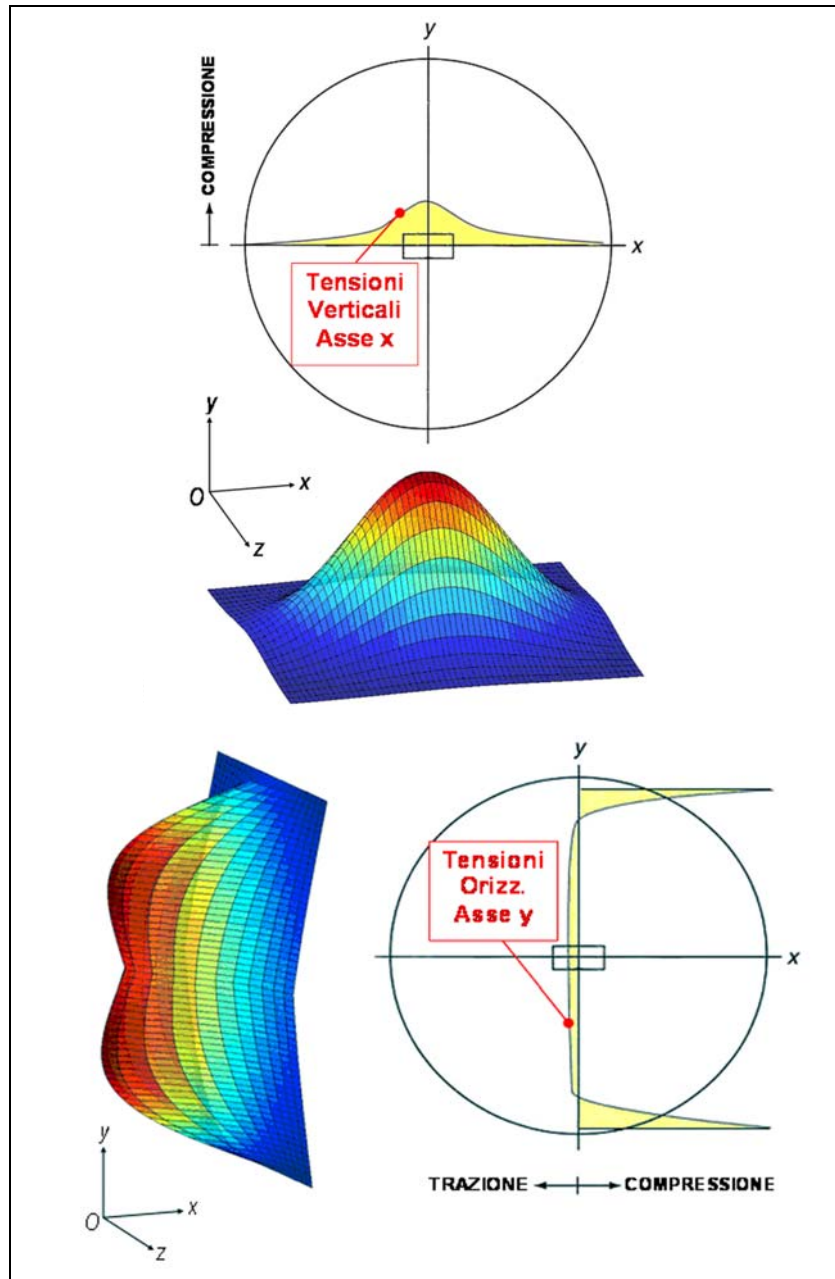 y
COMPRESSIONE
x
Tensioni
Verticali
Asse x
y
x
O
z
y
Tensioni
Orizz.
Asse y
x
y
O
x
z
TRAZIONE
COMPRESSIONE